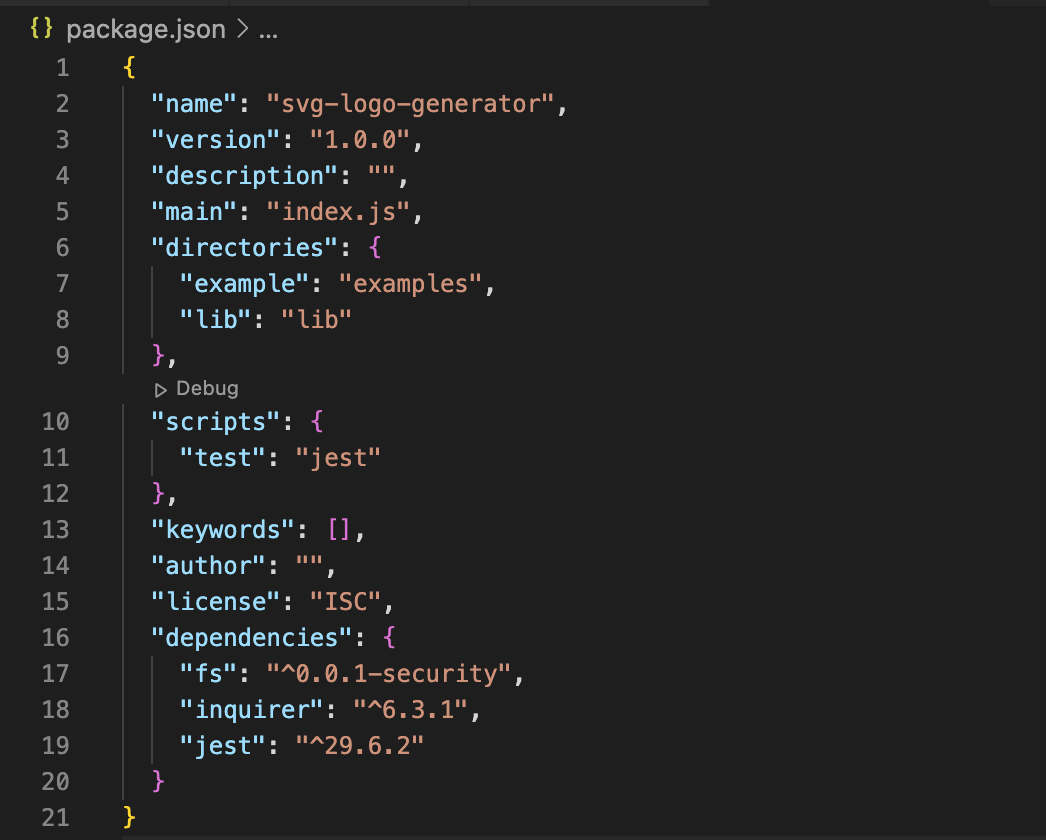 {} package.json > ...
1 {
2 "name": "svg-logo-generator",
3 "version": "1.0.0",
4 "description": "",
5 "main": "index.js",
6 "directories": {
7 "example": "examples",
8 "lib": "lib"
9 },
Debug
10 "scripts": {
11 "test": "jest"
12 },
13 "keywords": [],
14 "author": "",
15 "license": "ISC",
16 "dependencies": {
17 "fs": "^0.0.1-security",
18 "inquirer": "^6.3.1",
19 "jest": "^29.6.2"
20 }
21 }